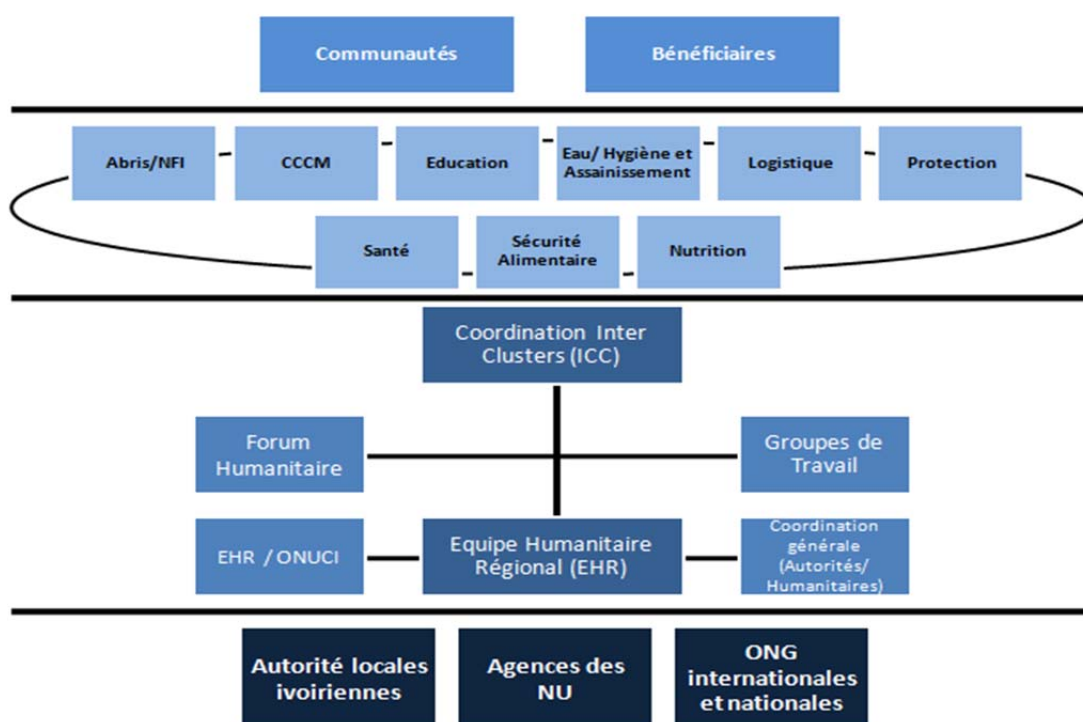 Communautés
Bénéficiaires
Abris/NFI
CCCM
Education
Eau/ Hygiène et
Assainissement
Logistique
Protection
Santé
Sécurité
Alimentaire
Nutrition
Coordination Inter
Clusters (ICC)
Forum
Humanitaire
Groupes de
Travail
EHR / ONUCI
Equipe Humanitaire
Régional (EHR)
Coordination
générale
(Autorités/
Humanitaires)
Autorité locales
ivoiriennes
Agences des
NU
ONG
internationales
et nationales